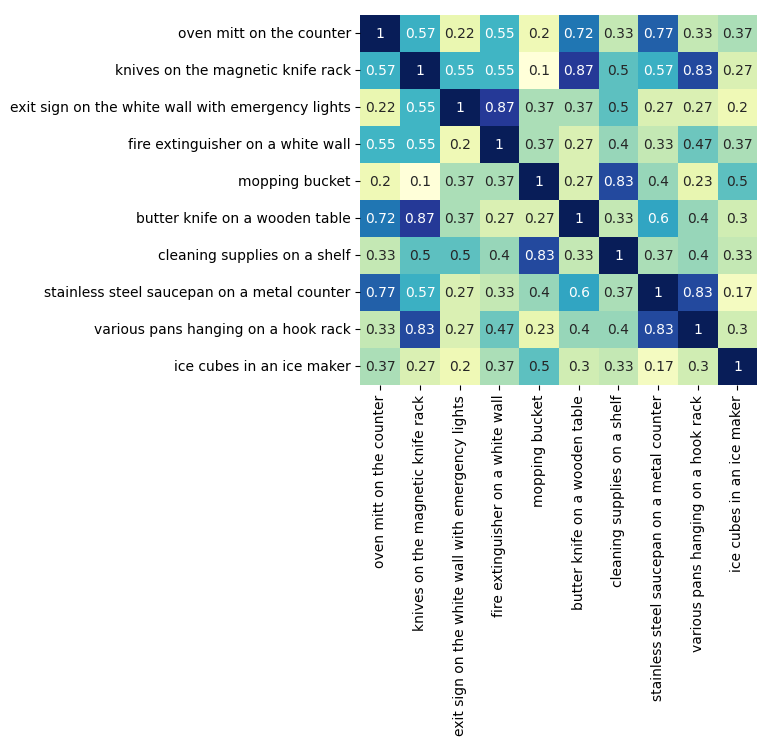 oven mitt on the counter 1 0.57 0.22 0.55 0.2 0.72 0.33 0.77 0.33 0.37
knives on the magnetic knife rack 0.57 1 0.55 0.55 0.1 0.87 0.5 0.57 0.83 0.27
exit sign on the white wall with emergency lights 0.22 0.55 1 0.87 0.37 0.37 0.5 0.27 0.27 0.2
fire extinguisher on a white wall 0.55 0.55 0.2 1 0.37 0.27 0.4 0.33 0.47 0.37
mopping bucket 0.2 0.1 0.37 0.37 1 0.27 0.83 0.4 0.23 0.5
butter knife on a wooden table 0.72 0.87 0.37 0.27 0.27 1 0.33 0.6 0.4 0.3
cleaning supplies on a shelf 0.33 0.5 0.5 0.4 0.83 0.33 1 0.37 0.4 0.33
stainless steel saucepan on a metal counter 0.77 0.57 0.27 0.33 0.4 0.6 0.37 1 0.83 0.17
various pans hanging on a hook rack 0.33 0.83 0.27 0.47 0.23 0.4 0.4 0.83 1 0.3
ice cubes in an ice maker 0.37 0.27 0.2 0.37 0.5 0.3 0.33 0.17 0.3 1
oven mitt on the counter
knives on the magnetic knife rack
exit sign on the white wall with emergency lights
fire extinguisher on a white wall
mopping bucket
butter knife on a wooden table
cleaning supplies on a shelf
stainless steel saucepan on a metal counter
various pans hanging on a hook rack
ice cubes in an ice maker